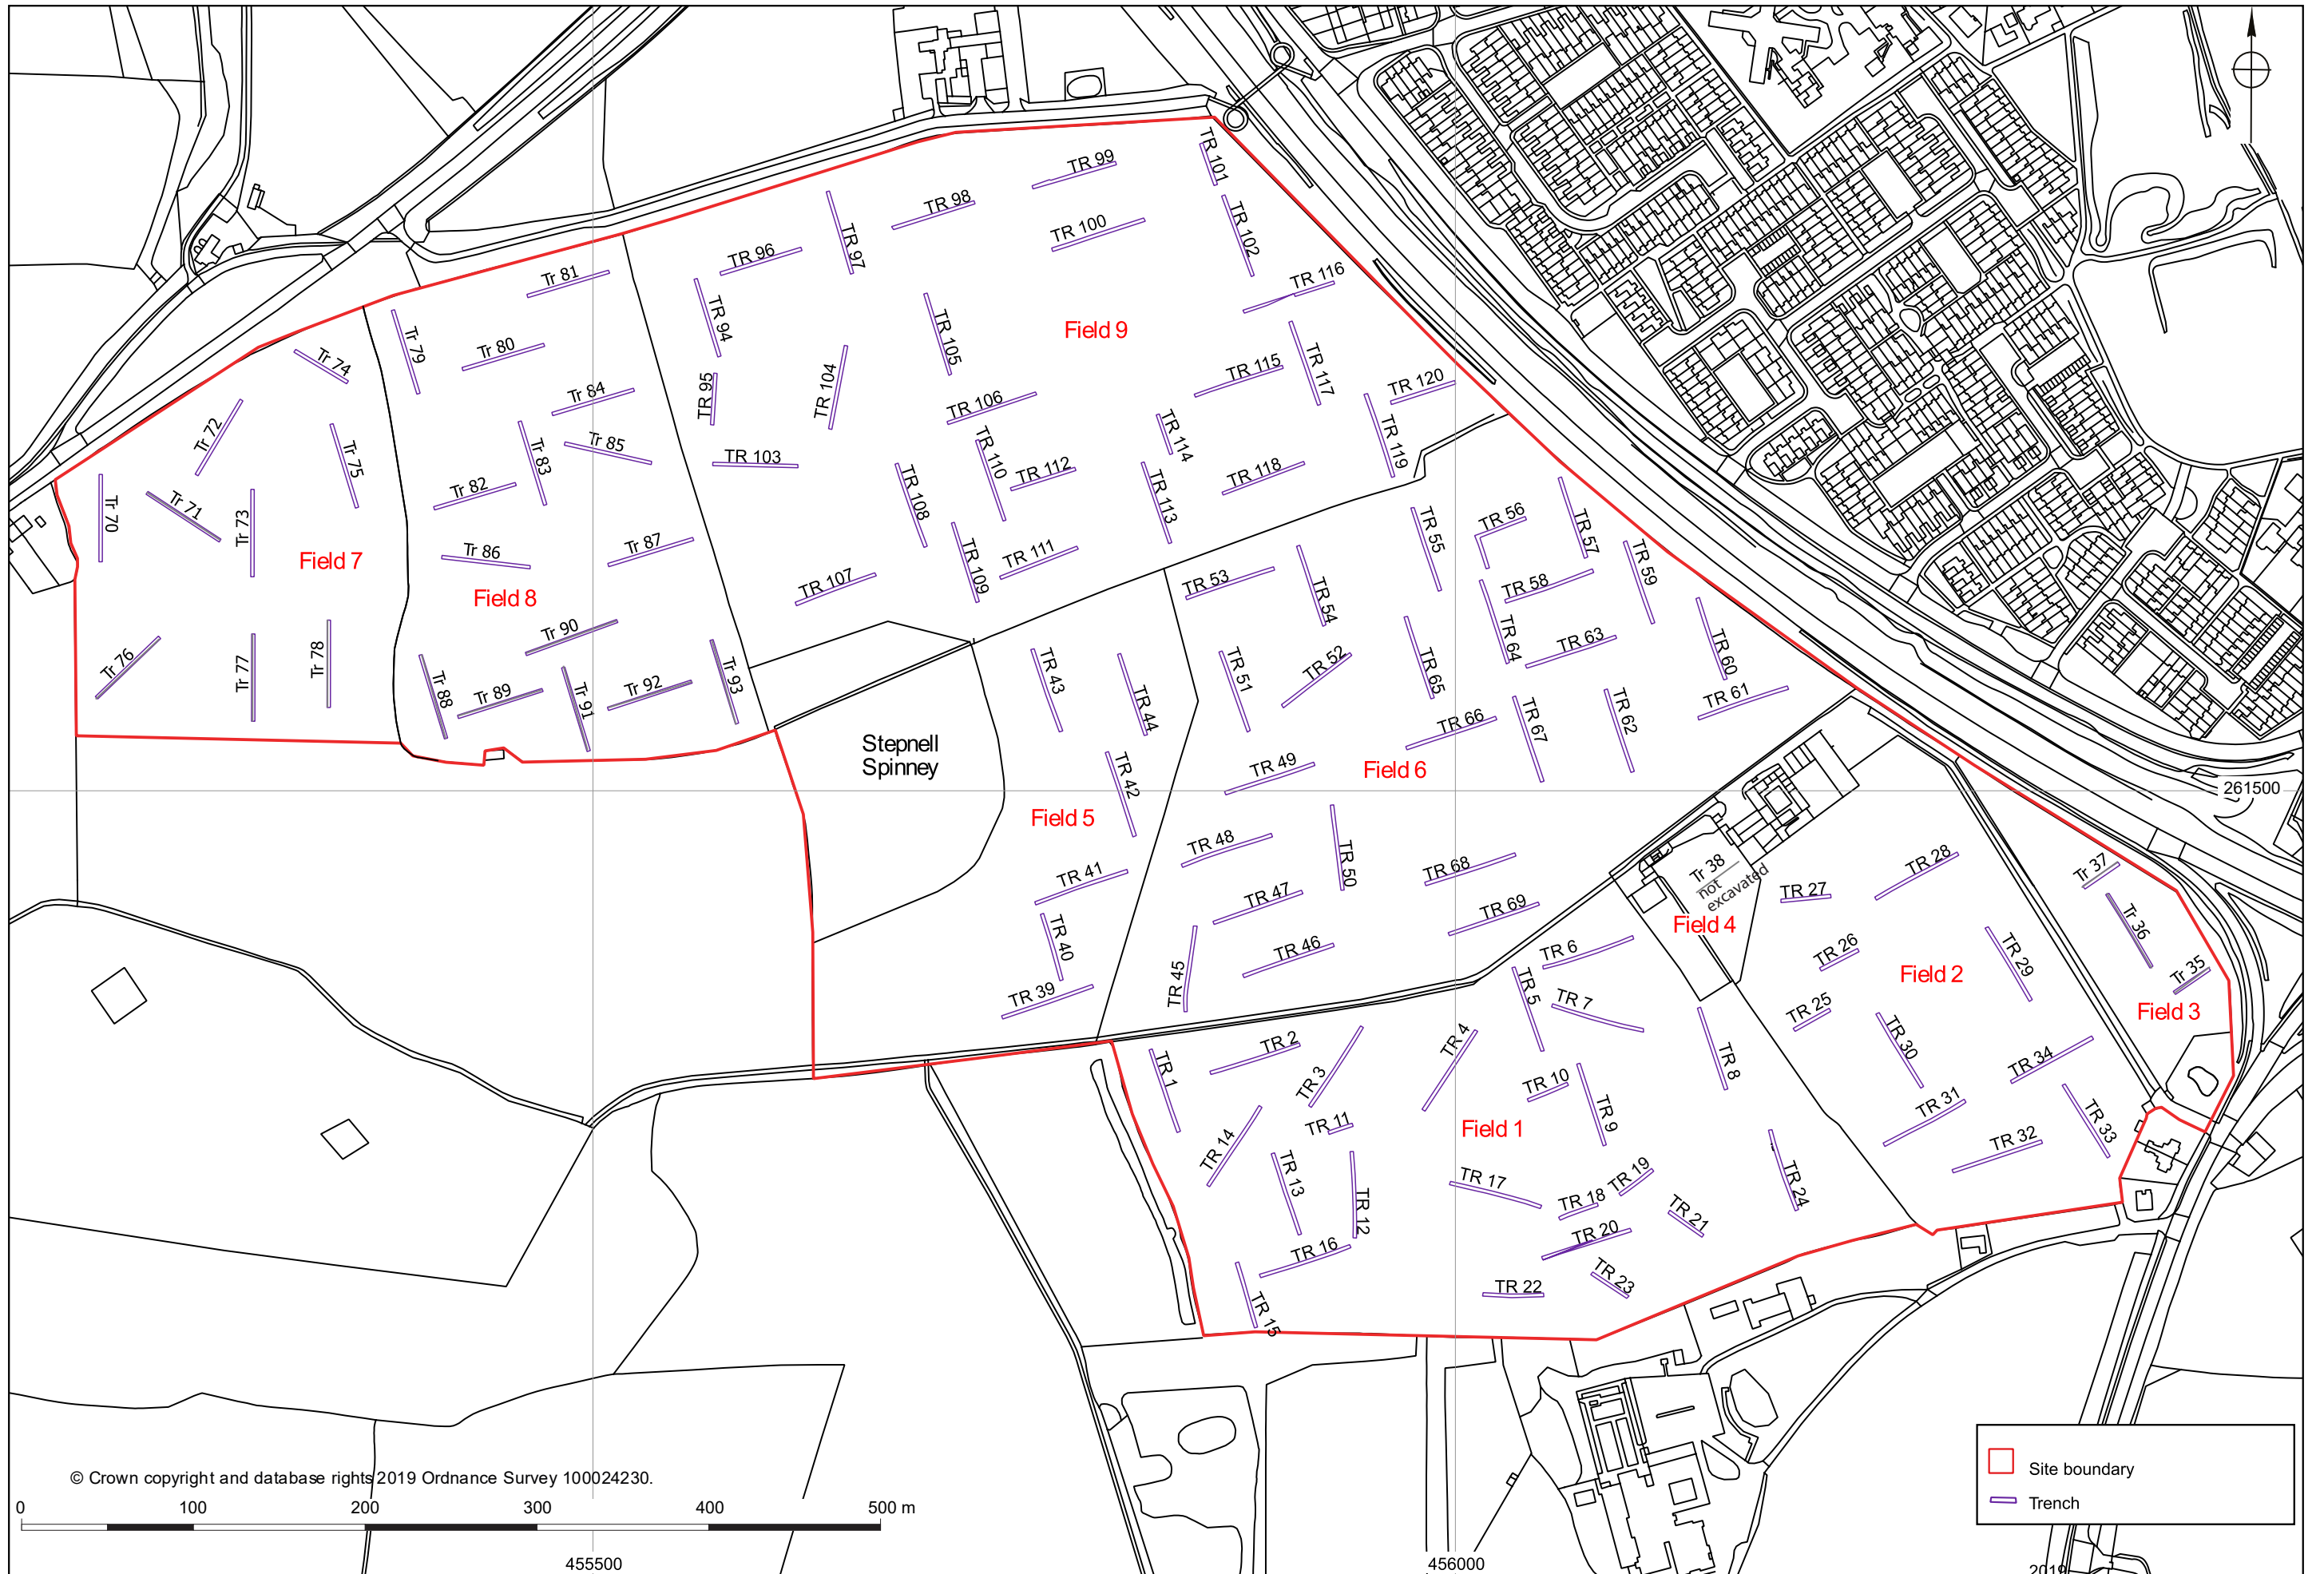 TR 99
TR 101
TR 98
TR 100
TR 102
TR 97
TR 96
Tr 81
TR 116
TR 94
Field 9
TR 105
Tr 79
Tr 80
Tr 74
TR 117
TR 115
TR 120
TR 104
TR 95
Tr 84
TR 106
TR 114
TR 119
Tr 72
Tr 75
Tr 83
Tr 85
TR 103
TR 110
TR 112
TR 118
Tr 82
TR 108
TR 113
Tr 70
Tr 71
Tr 73
TR 55
TR 56
TR 57
Tr 86
Tr 87
Field 7
TR 109
TR 111
TR 59
TR 107
TR 53
TR 58
Field 8
TR 54
TR 64
TR 63
Tr 90
TR 60
Tr 76
Tr 77
Tr 78
TR 43
TR 51
TR 52
TR 65
Tr 88
Tr 89
Tr 91
Tr 92
Tr 93
TR 44
TR 61
TR 62
TR 66
TR 67
Stepnell
Spinney
TR 42
TR 49
Field 6
261500
Field 5
TR 48
TR 50
TR 68
Tr 38
not
excavated
TR 28
Tr 37
TR 41
TR 47
TR 69
TR 27
Field 4
Tr 36
TR 40
TR 46
TR 6
TR 26
TR 29
Field 2
TR 45
TR 39
TR 5
TR 7
TR 25
Tr 35
Field 3
TR 1
TR 2
TR 3
TR 4
TR 8
TR 30
TR 34
TR 10
TR 9
TR 14
TR 11
Field 1
TR 31
TR 33
TR 32
TR 13
TR 12
TR 17
TR 19
TR 18
TR 24
TR 21
TR 20
TR 16
TR 15
TR 22
TR 23
© Crown copyright and database rights 2019 Ordnance Survey 100024230.
0 100 200 300 400 500 m
Site boundary
Trench
455500
456000
2019